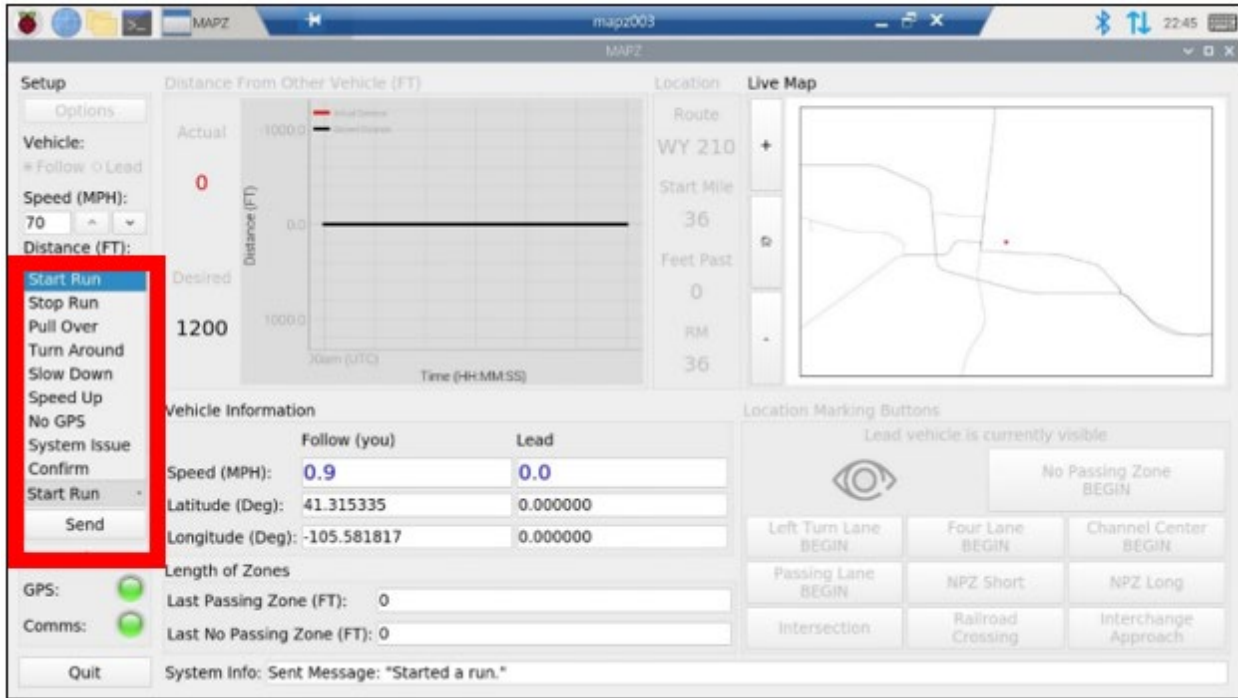 MAPZ
mapz003
22:45
MAPZ
Setup
Options
Vehicle:
Follow Lead
Speed (MPH):
70
Distance (FT):
Start Run
Stop Run
Pull Over
Turn Around
Slow Down
Speed Up
No GPS
System Issue
Confirm
Start Run
Send
GPS:
Comms:
Quit
Distance From Other Vehicle (FT)
Actual
0
Desired
1200
Actual Distance
Desired Distance
-1000.0
0.0
1000.0
Distance (FT)
(UTC)
Time (HH:MM:SS)
Location
Route
WY 210
Start Mile
36
Feet Past
0
RM
36
Live Map
+
-
Vehicle Information
Follow (you) Lead
Speed (MPH): 0.9 0.0
Latitude (Deg): 41.315335 0.000000
Longitude (Deg): -105.581817 0.000000
Length of Zones
Last Passing Zone (FT): 0
Last No Passing Zone (FT): 0
System Info: Sent Message: "Started a run."
Location Marking Buttons
Lead vehicle is currently visible
No Passing Zone
BEGIN
Left Turn Lane
BEGIN
Four Lane
BEGIN
Channel Center
BEGIN
Passing Lane
BEGIN
NPZ Short
NPZ Long
Intersection
Railroad
Crossing
Interchange
Approach